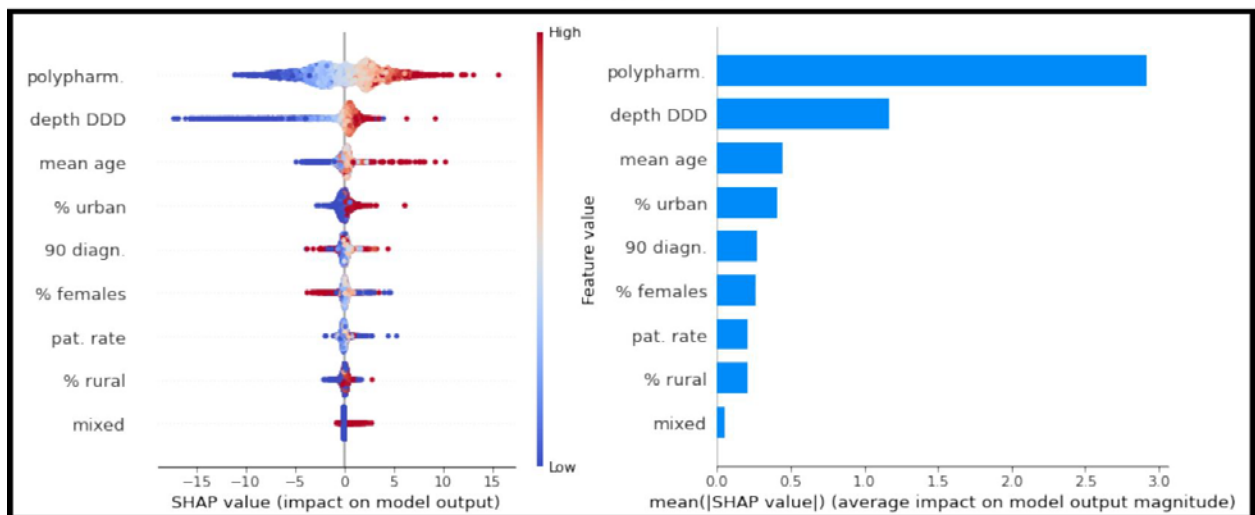 High
polypharm.
depth DDD
mean age
% urban
90 diagn.
% females
pat. rate
% rural
mixed
Low
−15 −10 −5 0 5 10 15
SHAP value (impact on model output)
Feature value
polypharm.
depth DDD
mean age
% urban
90 diagn.
% females
pat. rate
% rural
mixed
0.0 0.5 1.0 1.5 2.0 2.5 3.0
mean(|SHAP value|) (average impact on model output magnitude)